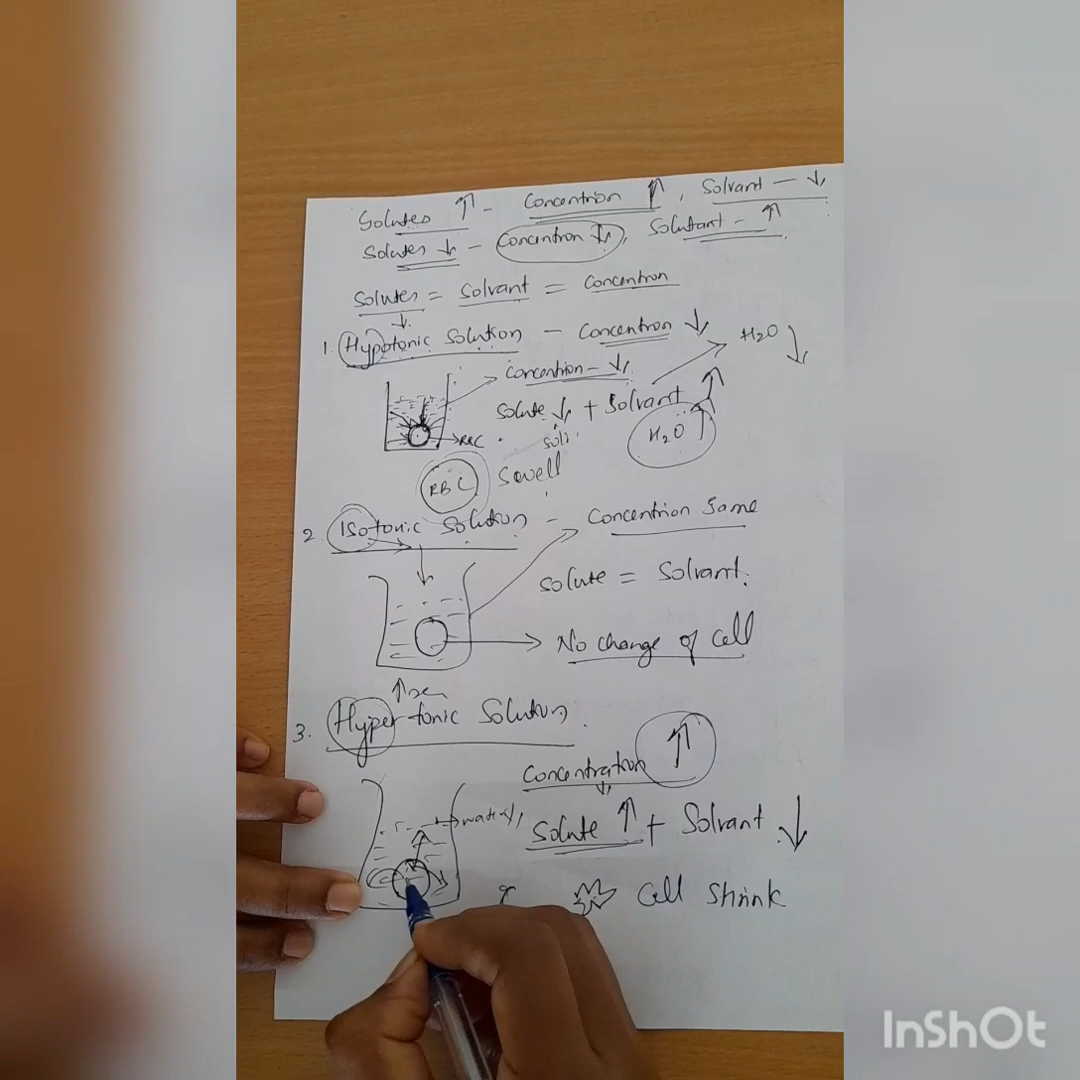 Solutes ↑ - Concentrion ↑, Solvant - ↓
Solutes ↓ - Concentron ↓, Solutant - ↑
Solutes = Solvant = Concentron
↓
1. Hypotonic Solution - Concentron ↓
H2O ↓
Concentron - ↓
Solute ↓ + Solvant ↑
RBC
Soli
H2O ↑
RBC Swell
2. Isotonic Solution - Concentrion Same
Solute = Solvant.
No change of cell
3. Hyper tonic Solution.
Concentration ↑
Solute ↑ + Solvant ↓
Cell Shrink
InShOt